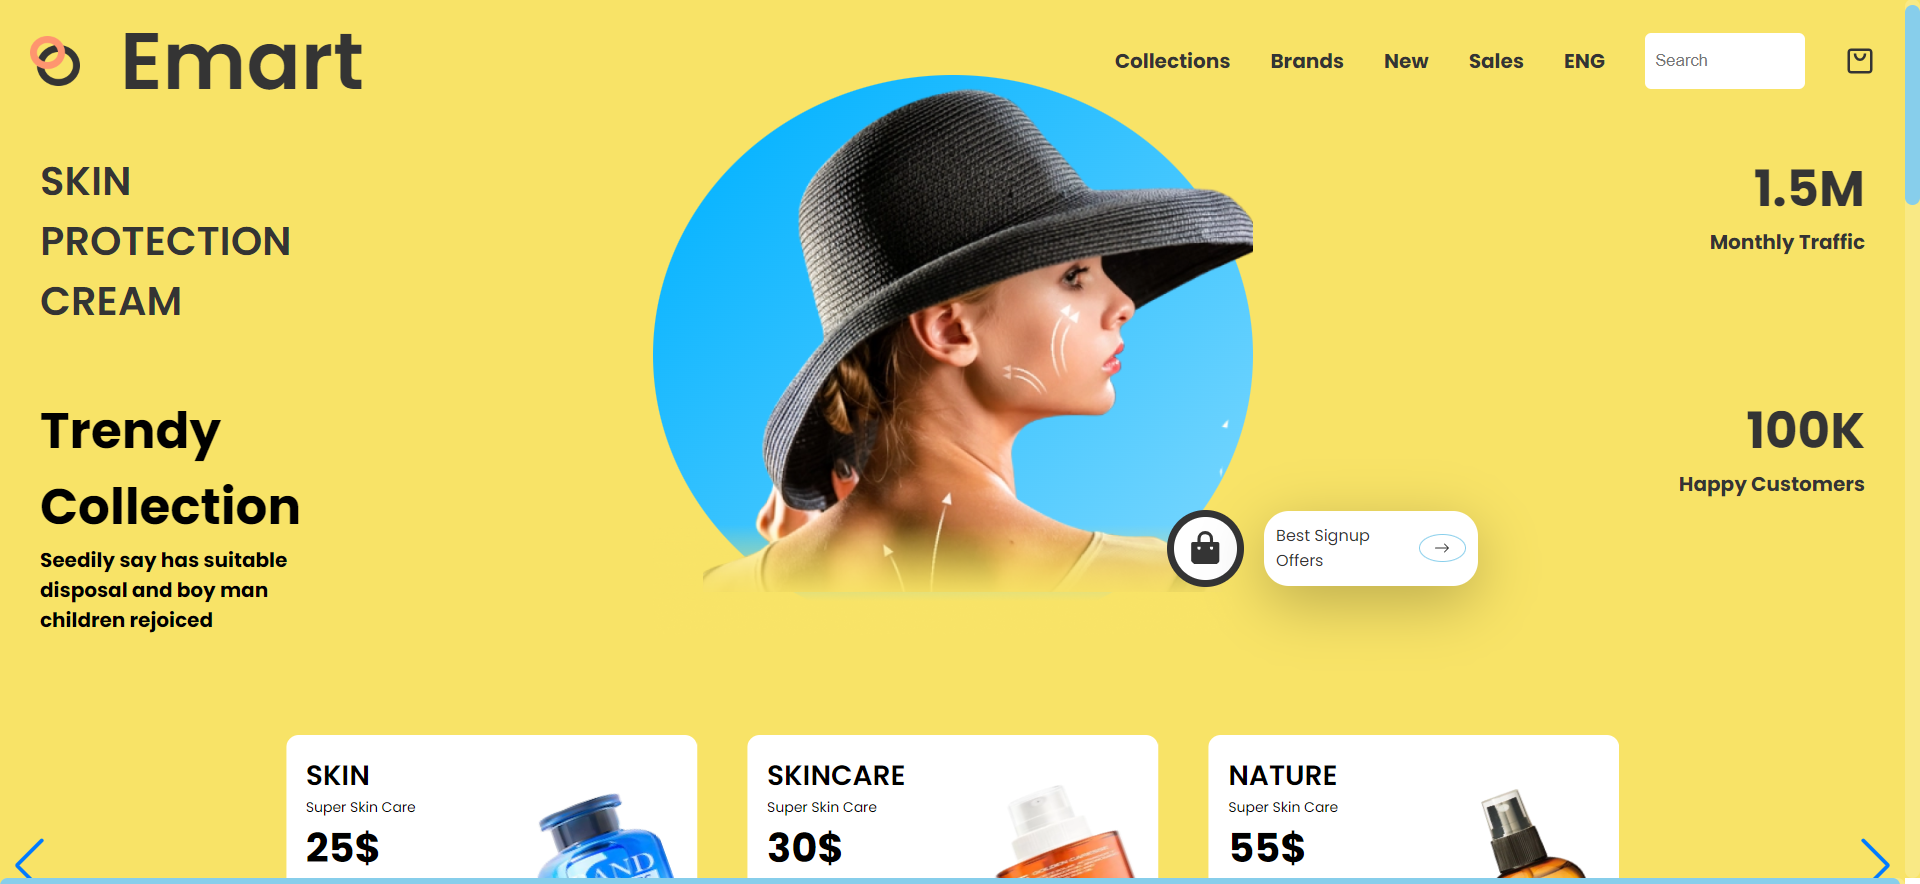 Emart
Collections
Brands
New
Sales
ENG
Search
SKIN
PROTECTION
CREAM
1.5M
Monthly Traffic
Trendy
Collection
Seedily say has suitable
disposal and boy man
children rejoiced
100K
Happy Customers
Best Signup
Offers
SKIN
Super Skin Care
25$
SKINCARE
Super Skin Care
30$
NATURE
Super Skin Care
55$